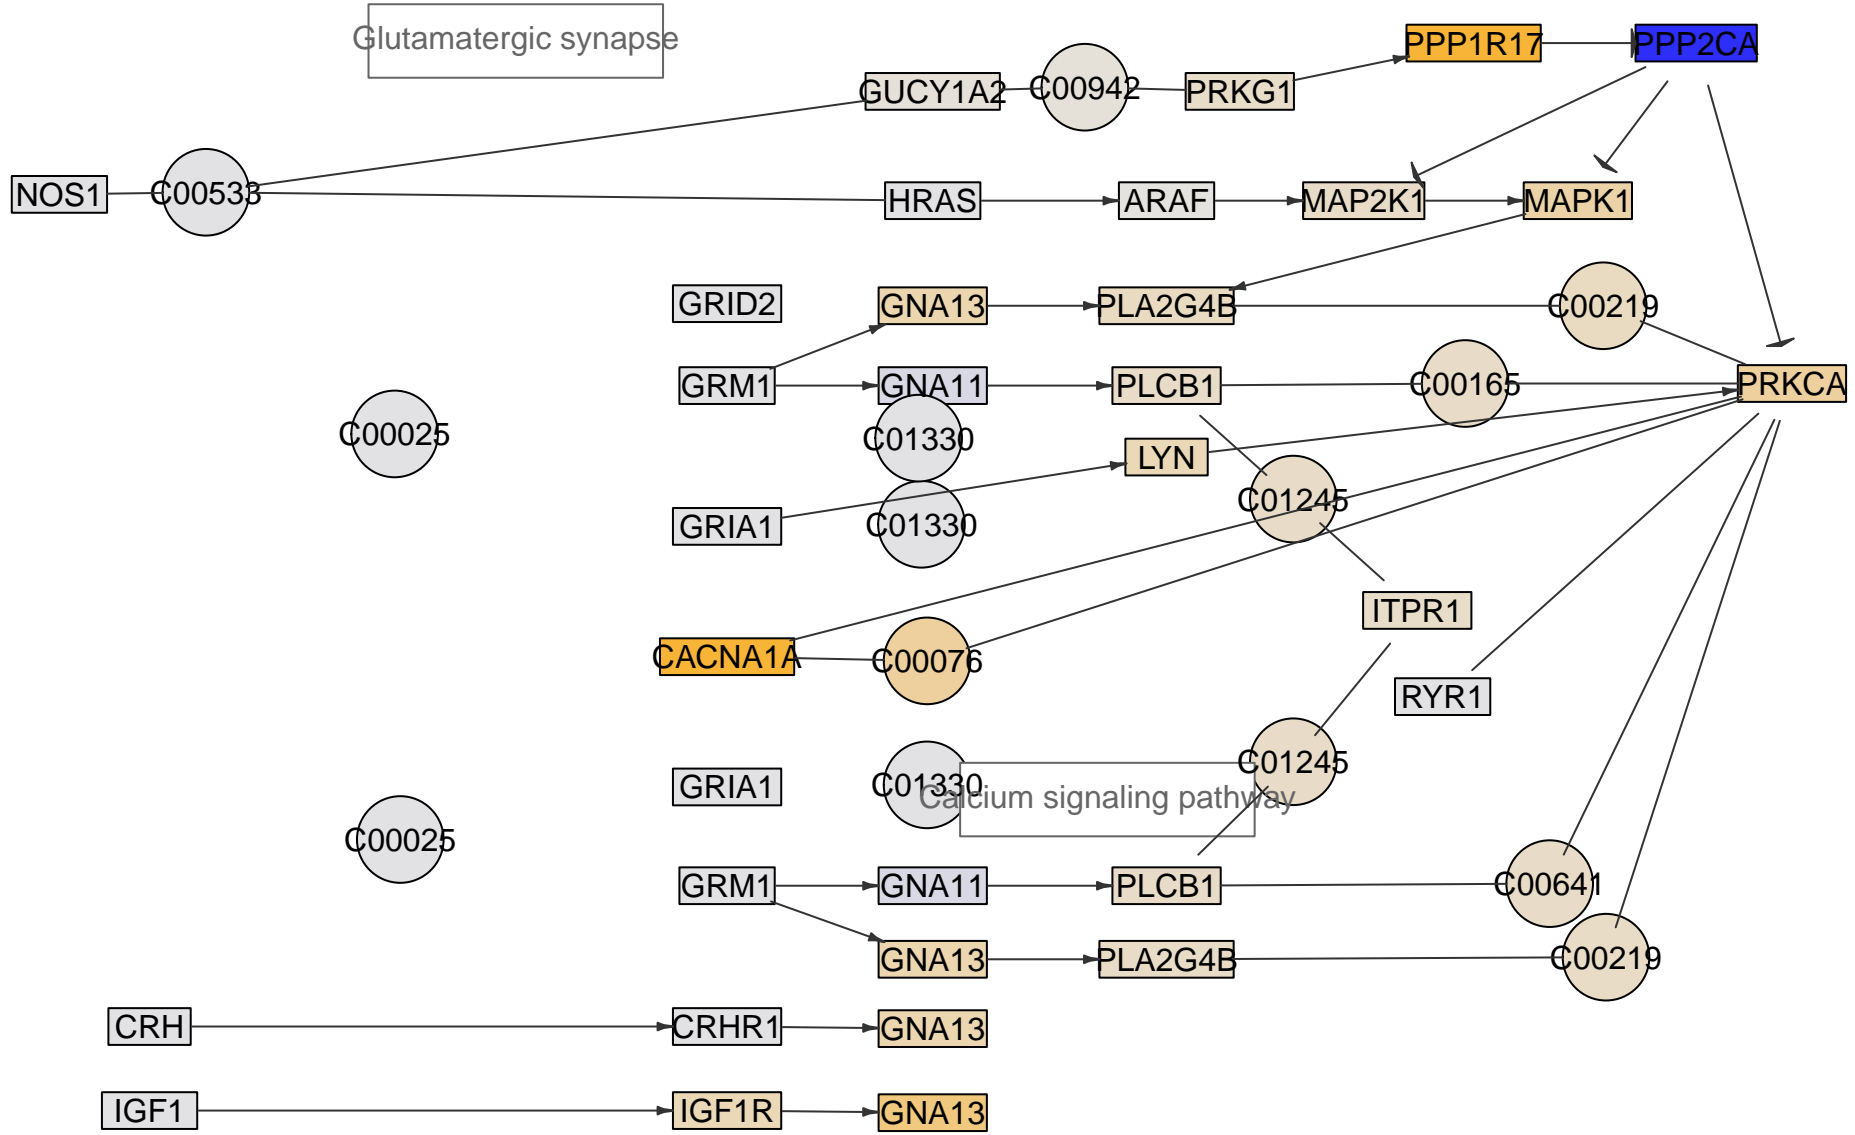 Glutamatergic synapse
PPP1R17
PPP2CA
GUCY1A2
C00942
PRKG1
NOS1
C00533
HRAS
ARAF
MAP2K1
MAPK1
GRID2
GNA13
PLA2G4B
C00219
GRM1
GNA11
PLCB1
C00165
PRKCA
C00025
C01330
LYN
GRIA1
C01330
C01245
ITPR1
CACNA1A
C00076
RYR1
GRIA1
C01330
C01245
Calcium signaling pathway
C00025
GRM1
GNA11
PLCB1
C00641
GNA13
PLA2G4B
C00219
CRH
CRHR1
GNA13
IGF1
IGF1R
GNA13